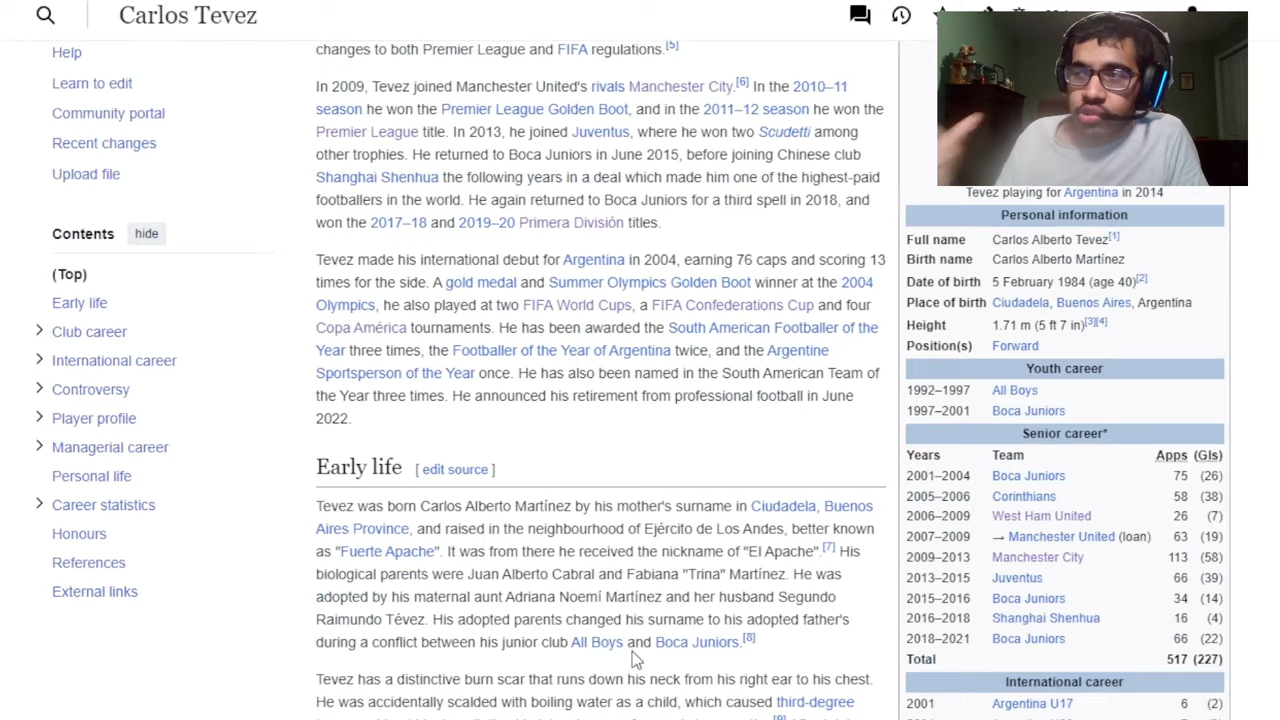 Carlos Tevez
Help
Learn to edit
Community portal
Recent changes
Upload file
Contents hide
(Top)
Early life
Club career
International career
Controversy
Player profile
Managerial career
Personal life
Career statistics
Honours
References
External links
changes to both Premier League and FIFA regulations.[5]
In 2009, Tevez joined Manchester United's rivals Manchester City.[6] In the 2010–11
season he won the Premier League Golden Boot, and in the 2011–12 season he won the
Premier League title. In 2013, he joined Juventus, where he won two Scudetti among
other trophies. He returned to Boca Juniors in June 2015, before joining Chinese club
Shanghai Shenhua the following years in a deal which made him one of the highest-paid
footballers in the world. He again returned to Boca Juniors for a third spell in 2018, and
won the 2017–18 and 2019–20 Primera División titles.
Tevez made his international debut for Argentina in 2004, earning 76 caps and scoring 13
times for the side. A gold medal and Summer Olympics Golden Boot winner at the 2004
Olympics, he also played at two FIFA World Cups, a FIFA Confederations Cup and four
Copa América tournaments. He has been awarded the South American Footballer of the
Year three times, the Footballer of the Year of Argentina twice, and the Argentine
Sportsperson of the Year once. He has also been named in the South American Team of
the Year three times. He announced his retirement from professional football in June
2022.
Early life [ edit source ]
Tevez was born Carlos Alberto Martínez by his mother's surname in Ciudadela, Buenos
Aires Province, and raised in the neighbourhood of Ejército de Los Andes, better known
as "Fuerte Apache". It was from there he received the nickname of "El Apache".[7] His
biological parents were Juan Alberto Cabral and Fabiana "Trina" Martínez. He was
adopted by his maternal aunt Adriana Noemí Martínez and her husband Segundo
Raimundo Tévez. His adopted parents changed his surname to his adopted father's
during a conflict between his junior club All Boys and Boca Juniors.[8]
Tevez has a distinctive burn scar that runs down his neck from his right ear to his chest.
He was accidentally scalded with boiling water as a child, which caused third-degree
Tevez playing for Argentina in 2014
Personal information
Full name Carlos Alberto Tevez[1]
Birth name Carlos Alberto Martínez
Date of birth 5 February 1984 (age 40)[2]
Place of birth Ciudadela, Buenos Aires, Argentina
Height 1.71 m (5 ft 7 in)[3][4]
Position(s) Forward
Youth career
1992–1997 All Boys
1997–2001 Boca Juniors
Senior career*
Years Team Apps (Gls)
2001–2004 Boca Juniors 75 (26)
2005–2006 Corinthians 58 (38)
2006–2009 West Ham United 26 (7)
2007–2009 → Manchester United (loan) 63 (19)
2009–2013 Manchester City 113 (58)
2013–2015 Juventus 66 (39)
2015–2016 Boca Juniors 34 (14)
2016–2018 Shanghai Shenhua 16 (4)
2018–2021 Boca Juniors 66 (22)
Total 517 (227)
International career
2001 Argentina U17 6 (2)